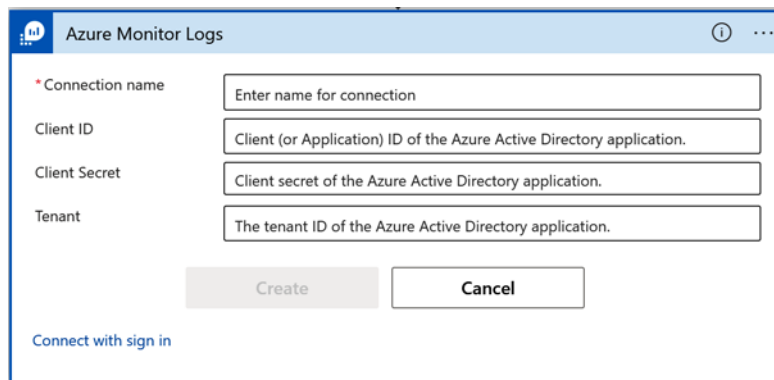 Azure Monitor Logs
* Connection name
Enter name for connection
Client ID
Client (or Application) ID of the Azure Active Directory application.
Client Secret
Client secret of the Azure Active Directory application.
Tenant
The tenant ID of the Azure Active Directory application.
Create
Cancel
Connect with sign in